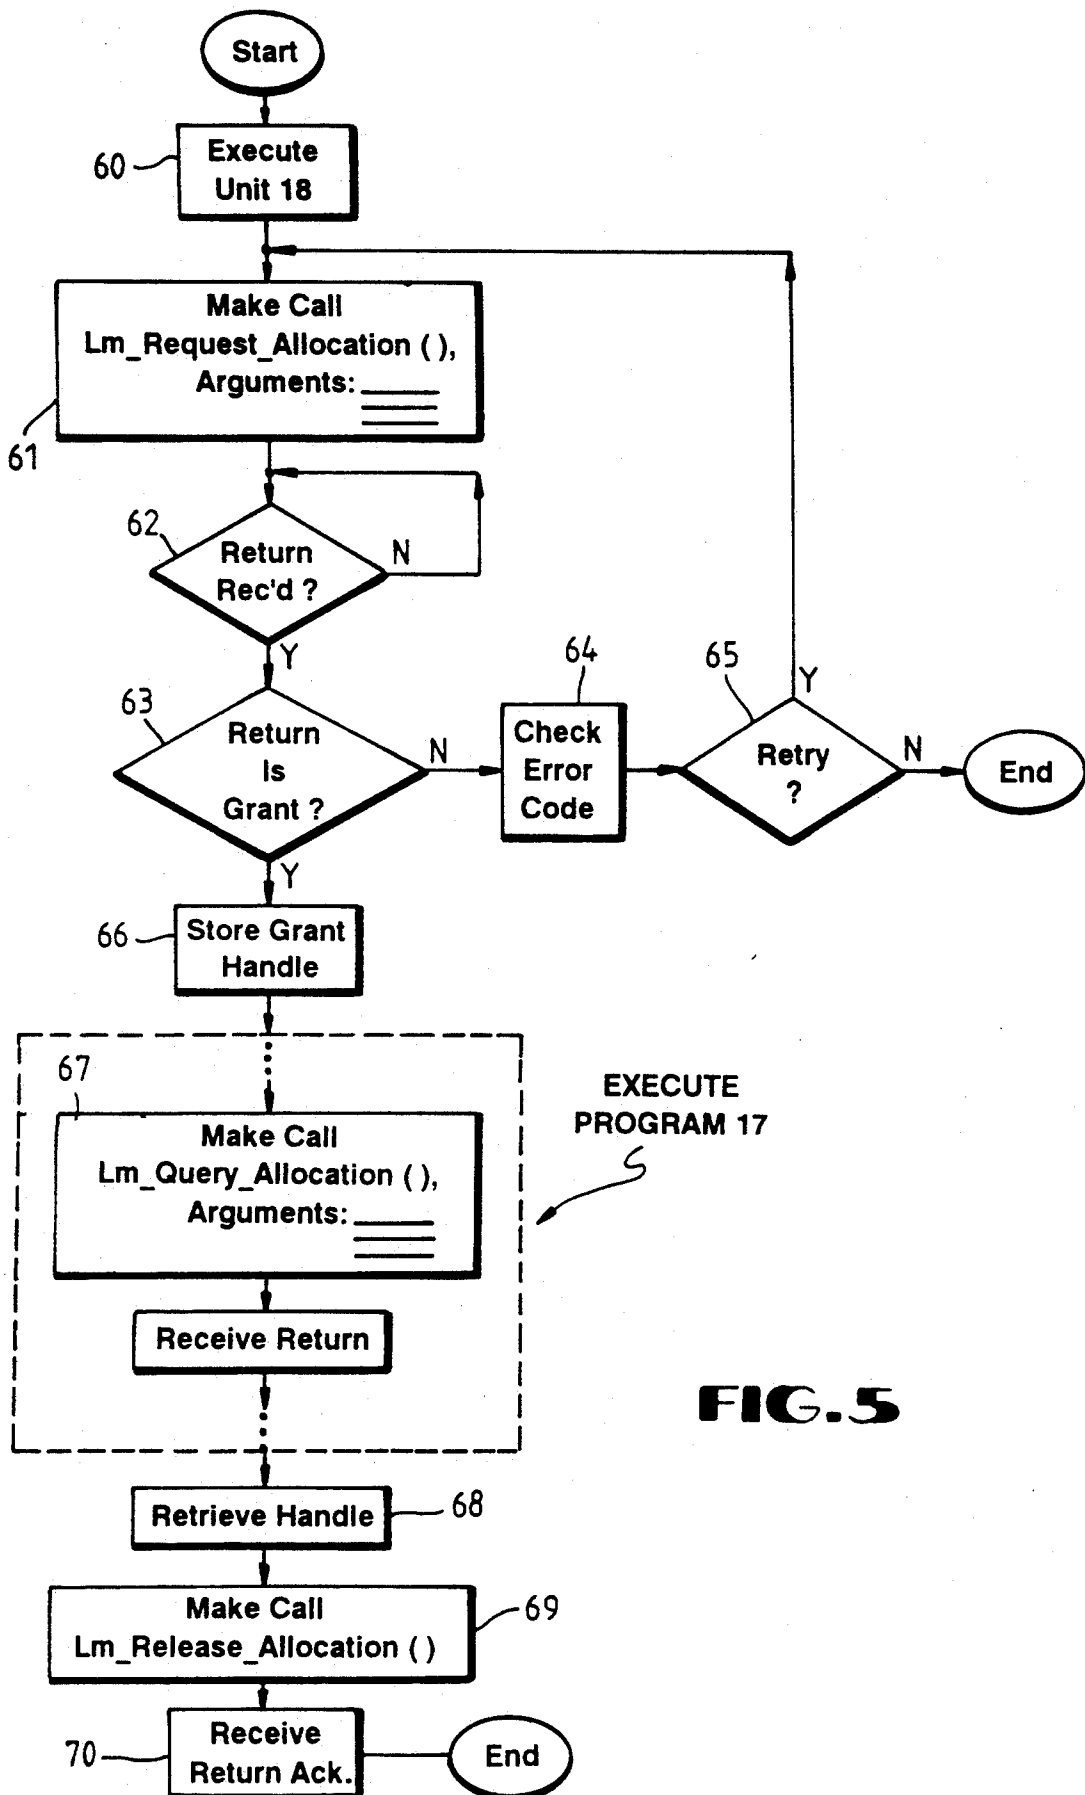 Start
60
Execute
Unit 18
Make Call
Lm_Request_Allocation ( ),
Arguments:
61
62
Return
Rec'd ?
N
Y
63
Return
Is
Grant ?
N
64
Check
Error
Code
65
Retry
?
Y
N
End
Y
66
Store Grant
Handle
67
Make Call
Lm_Query_Allocation ( ),
Arguments:
EXECUTE
PROGRAM 17
Receive Return
FIG.5
Retrieve Handle
68
Make Call
Lm_Release_Allocation ( )
69
70
Receive
Return Ack.
End